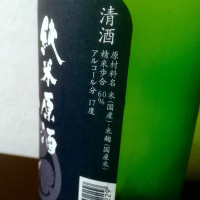 清酒
原材料名 米(国産)・米麹(国産米)
精米歩合 60%
アルコール分 17度
純米原酒